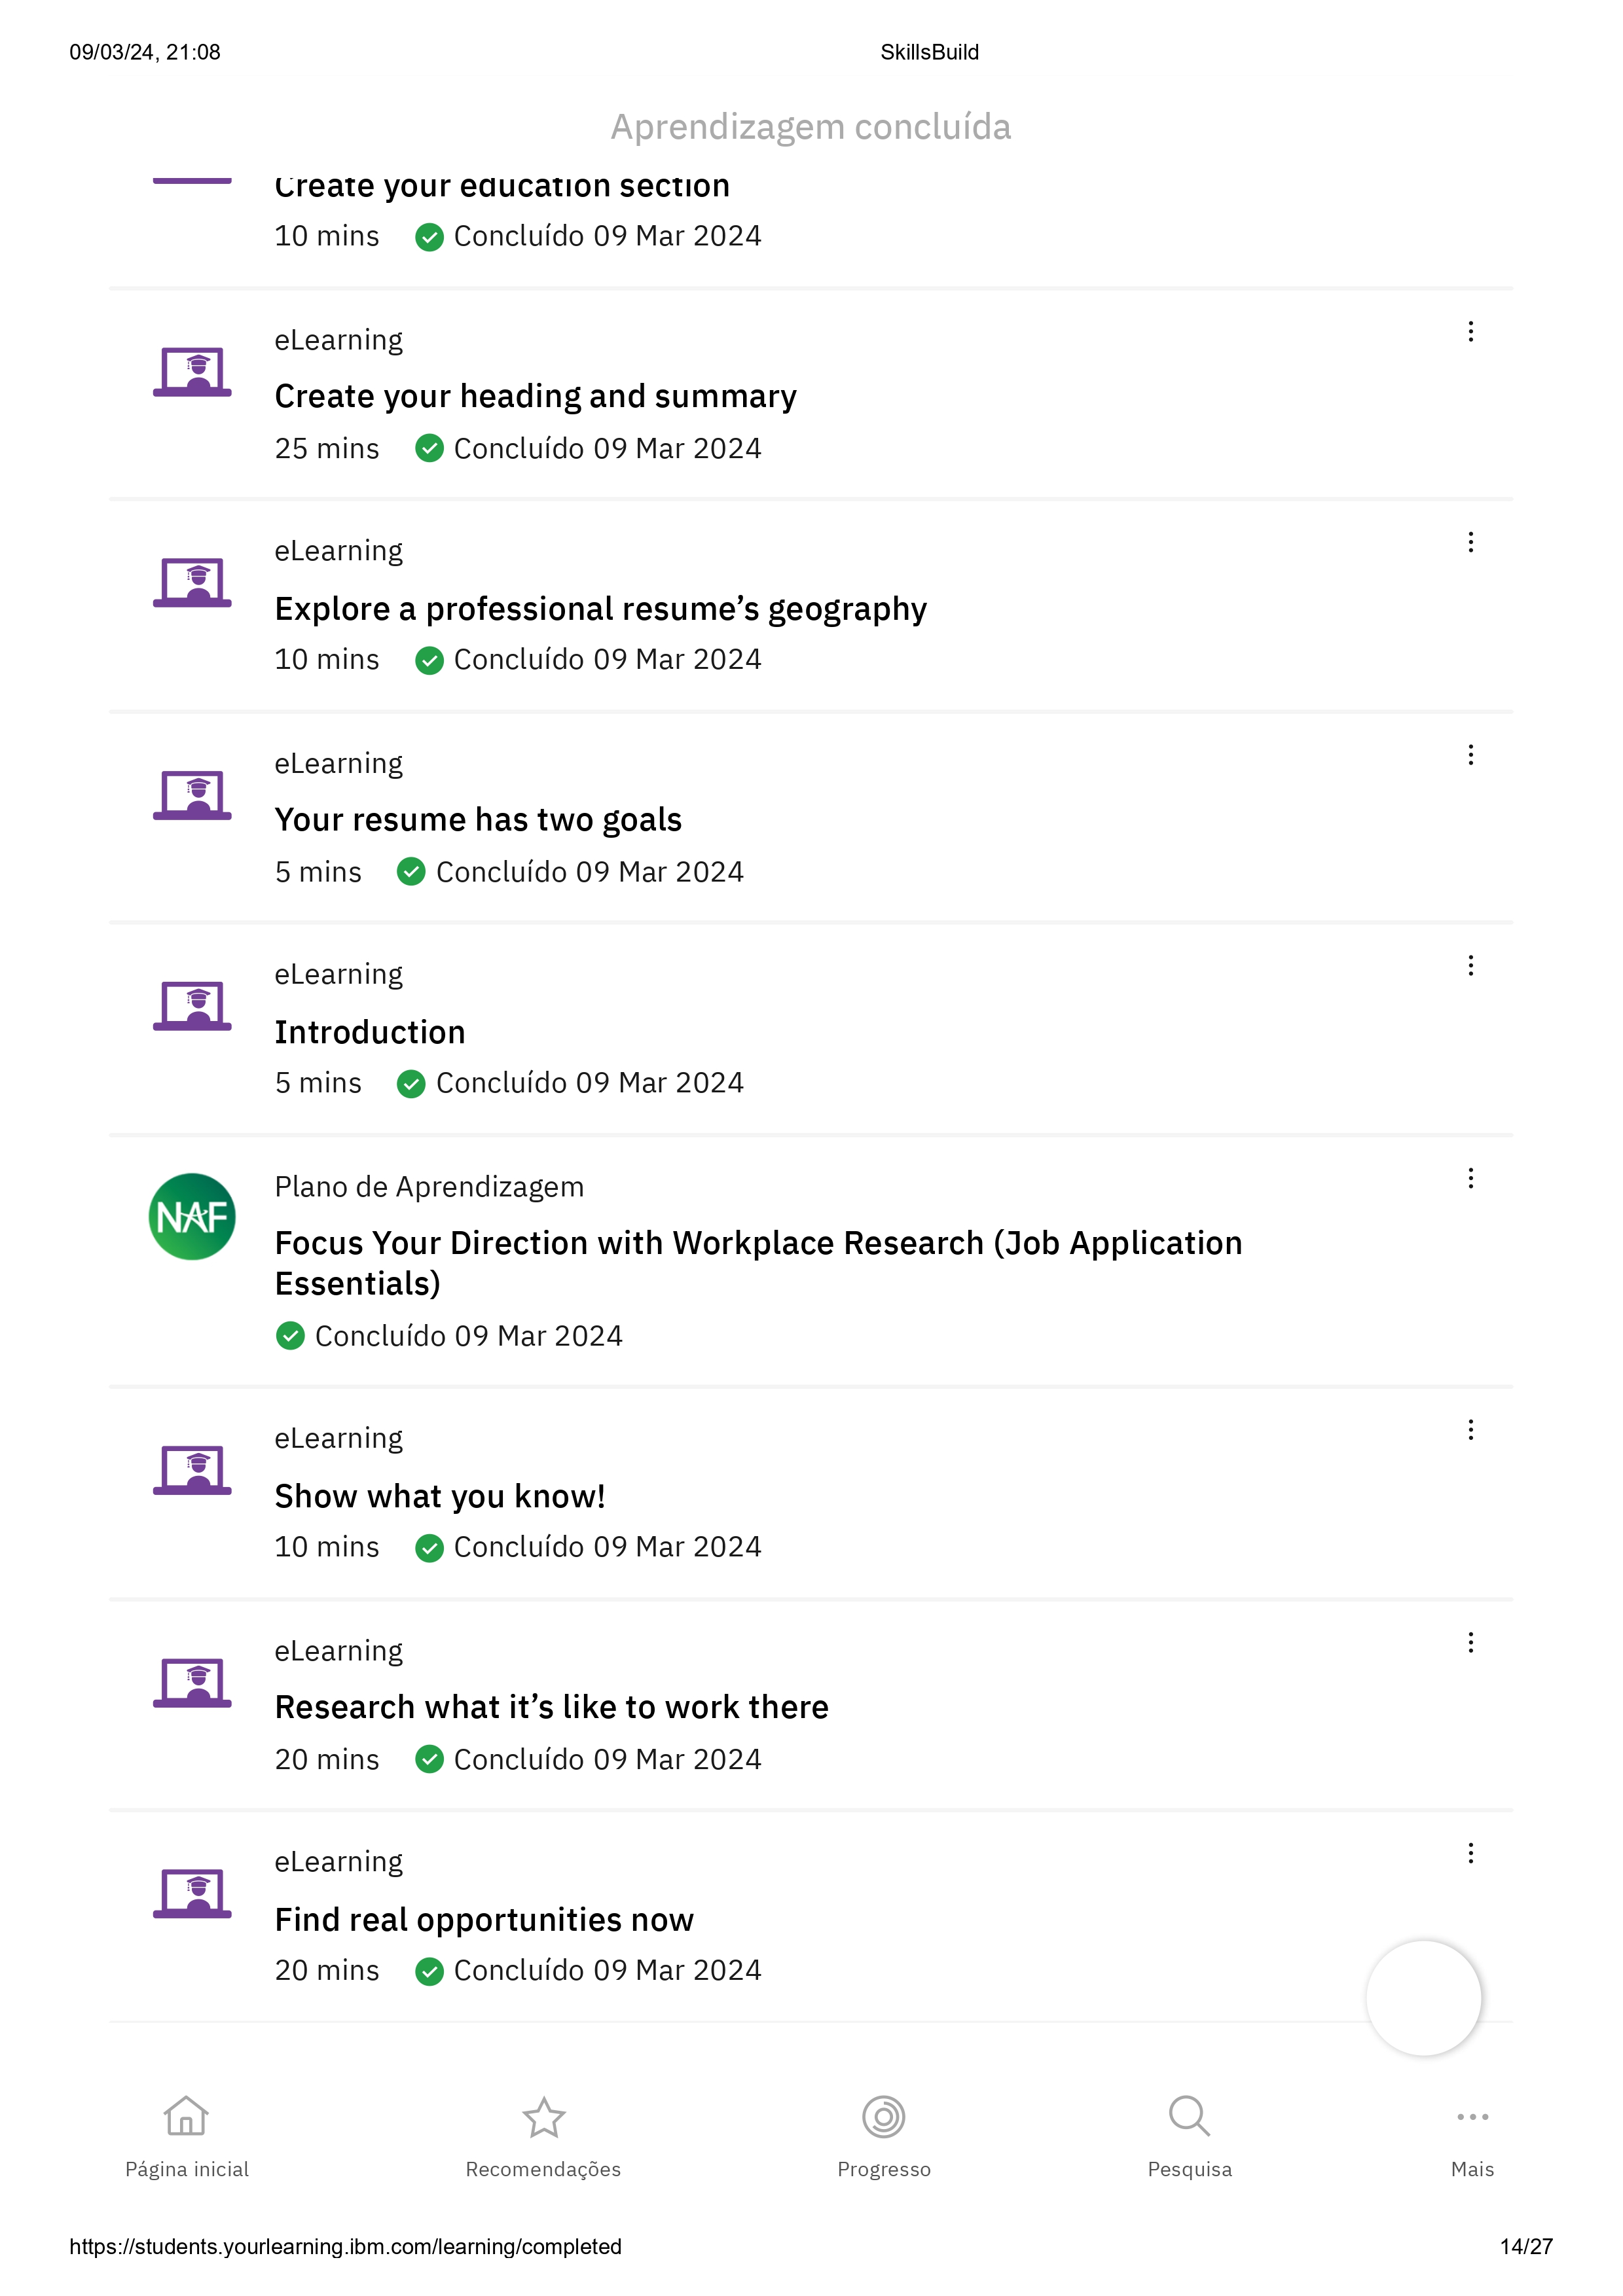 09/03/24, 21:08
SkillsBuild
Aprendizagem concluída
Create your education section
10 mins Concluído 09 Mar 2024
eLearning
Create your heading and summary
25 mins Concluído 09 Mar 2024
eLearning
Explore a professional resume’s geography
10 mins Concluído 09 Mar 2024
eLearning
Your resume has two goals
5 mins Concluído 09 Mar 2024
eLearning
Introduction
5 mins Concluído 09 Mar 2024
NAF
Plano de Aprendizagem
Focus Your Direction with Workplace Research (Job Application
Essentials)
Concluído 09 Mar 2024
eLearning
Show what you know!
10 mins Concluído 09 Mar 2024
eLearning
Research what it’s like to work there
20 mins Concluído 09 Mar 2024
eLearning
Find real opportunities now
20 mins Concluído 09 Mar 2024
Página inicial
Recomendações
Progresso
Pesquisa
Mais
https://students.yourlearning.ibm.com/learning/completed
14/27